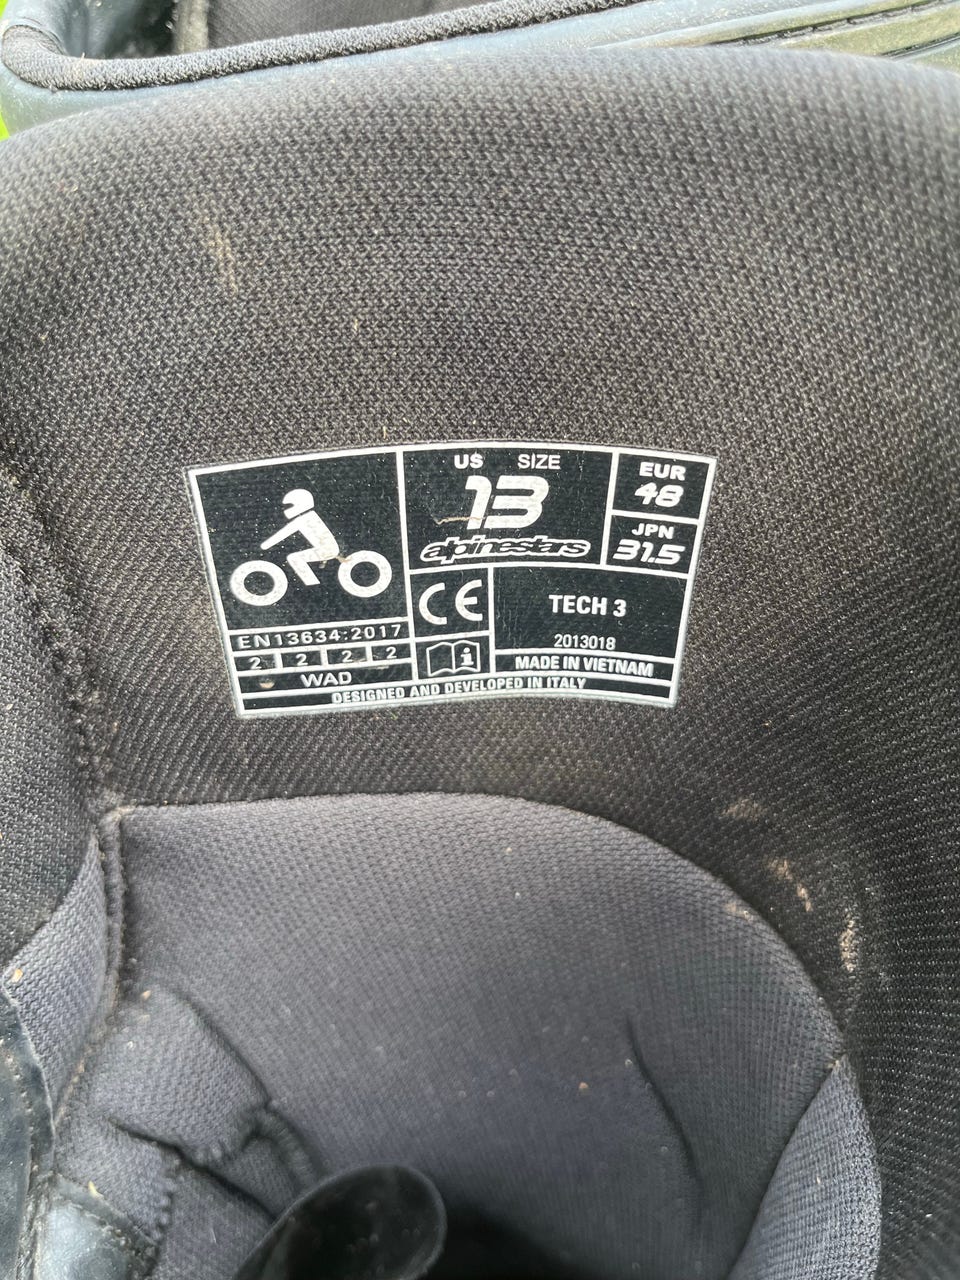 US SIZE
13
alpinestars
EUR
48
JPN
31.5
CE
TECH 3
2013018
EN13634:2017
2 2 2 2
WAD
i
MADE IN VIETNAM
DESIGNED AND DEVELOPED IN ITALY